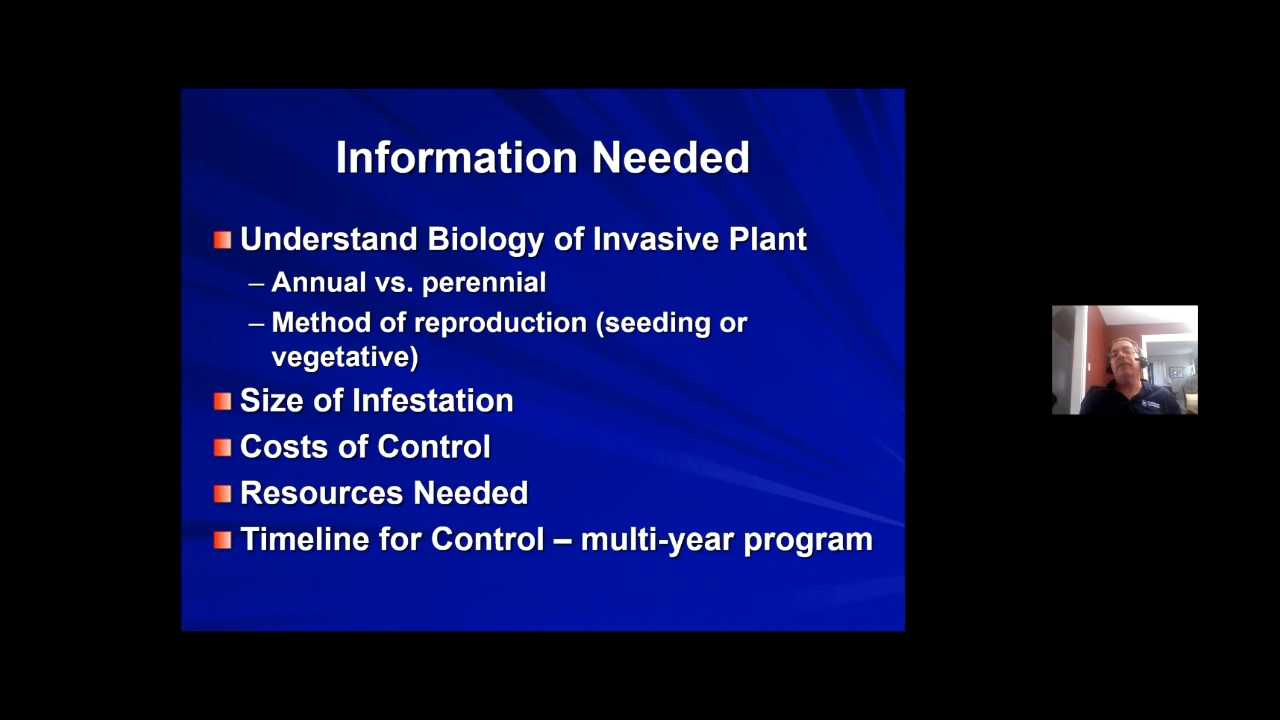 Information Needed
Understand Biology of Invasive Plant
– Annual vs. perennial
– Method of reproduction (seeding or
vegetative)
Size of Infestation
Costs of Control
Resources Needed
Timeline for Control – multi-year program